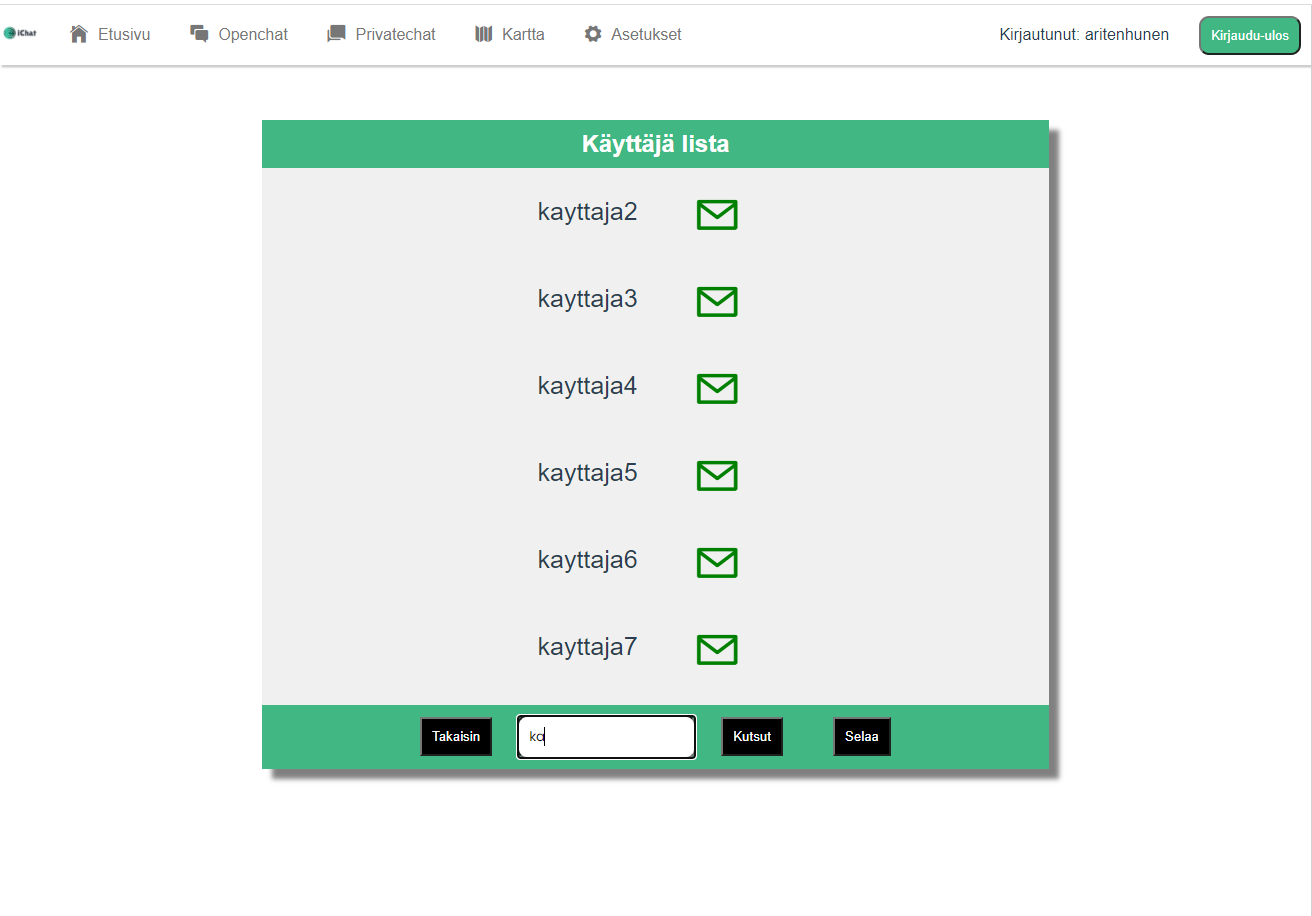 iChat Etusivu Openchat Privatechat Kartta Asetukset Kirjautunut: aritenhunen Kirjaudu-ulos
Käyttäjä lista
kayttaja2
kayttaja3
kayttaja4
kayttaja5
kayttaja6
kayttaja7
Takaisin ka Kutsut Selaa